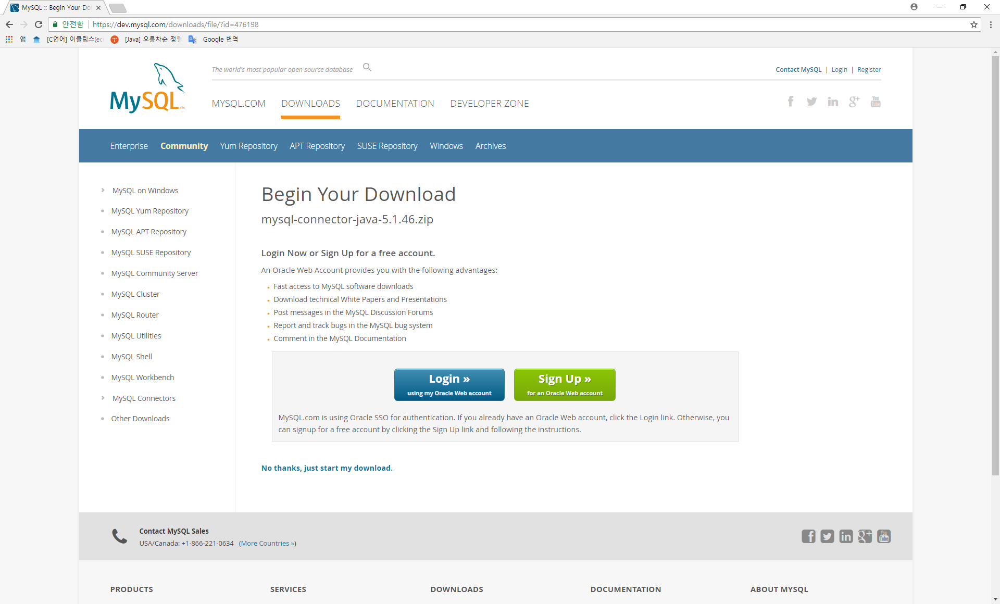 MySQL :: Begin Your Do
안전함 https://dev.mysql.com/downloads/file/?id=476198
앱 [C언어] 이클립스(ec [Java] 오름차순 정렬 Google 번역
The world's most popular open source database
Contact MySQL | Login | Register
MySQL™
MYSQL.COM DOWNLOADS DOCUMENTATION DEVELOPER ZONE
Enterprise Community Yum Repository APT Repository SUSE Repository Windows Archives
MySQL on Windows
MySQL Yum Repository
MySQL APT Repository
MySQL SUSE Repository
MySQL Community Server
MySQL Cluster
MySQL Router
MySQL Utilities
MySQL Shell
MySQL Workbench
MySQL Connectors
Other Downloads
Begin Your Download
mysql-connector-java-5.1.46.zip
Login Now or Sign Up for a free account.
An Oracle Web Account provides you with the following advantages:
Fast access to MySQL software downloads
Download technical White Papers and Presentations
Post messages in the MySQL Discussion Forums
Report and track bugs in the MySQL bug system
Comment in the MySQL Documentation
Login »
using my Oracle Web account
Sign Up »
for an Oracle Web account
MySQL.com is using Oracle SSO for authentication. If you already have an Oracle Web account, click the Login link. Otherwise, you
can signup for a free account by clicking the Sign Up link and following the instructions.
No thanks, just start my download.
Contact MySQL Sales
USA/Canada: +1-866-221-0634 (More Countries »)
PRODUCTS SERVICES DOWNLOADS DOCUMENTATION ABOUT MYSQL